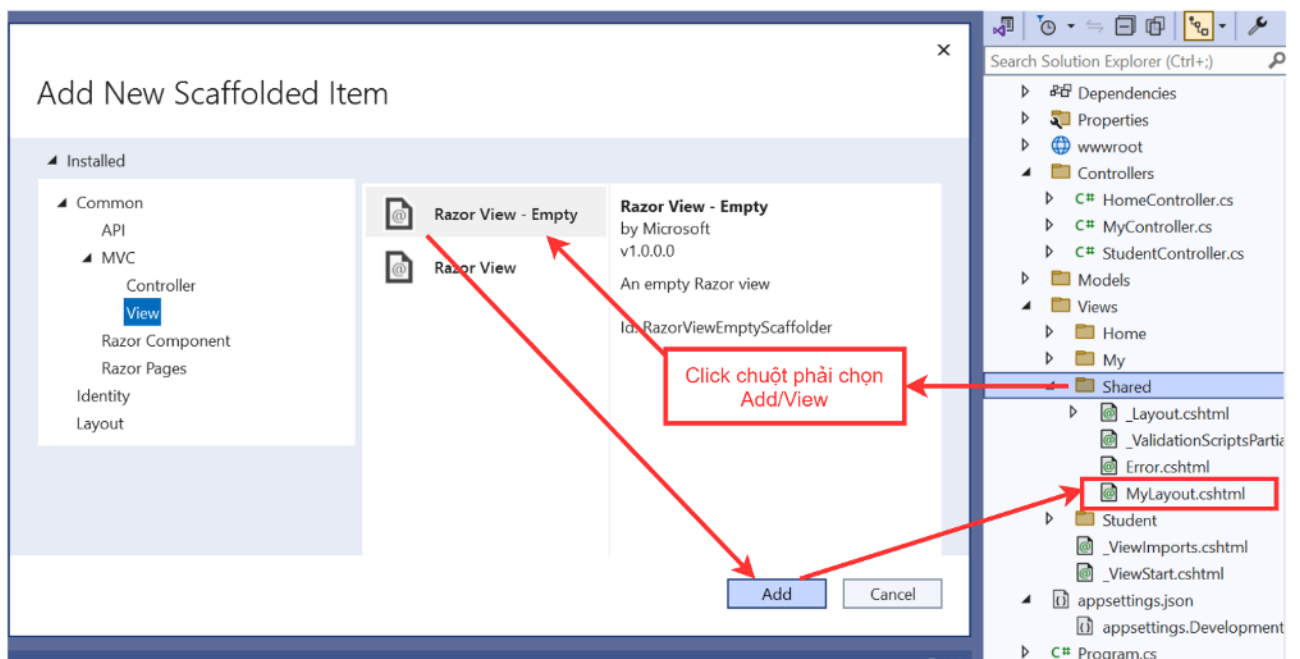 Add New Scaffolded Item
Installed
Common
API
MVC
Controller
View
Razor Component
Razor Pages
Identity
Layout
Razor View - Empty
Razor View
Razor View - Empty
by Microsoft
v1.0.0.0
An empty Razor view
Id: RazorViewEmptyScaffolder
Click chuột phải chọn
Add/View
Add
Cancel
Search Solution Explorer (Ctrl+;)
Dependencies
Properties
wwwroot
Controllers
C# HomeController.cs
C# MyController.cs
C# StudentController.cs
Models
Views
Home
My
Shared
_Layout.cshtml
_ValidationScriptsPartia
Error.cshtml
MyLayout.cshtml
Student
_ViewImports.cshtml
_ViewStart.cshtml
appsettings.json
appsettings.Development
C# Program.cs